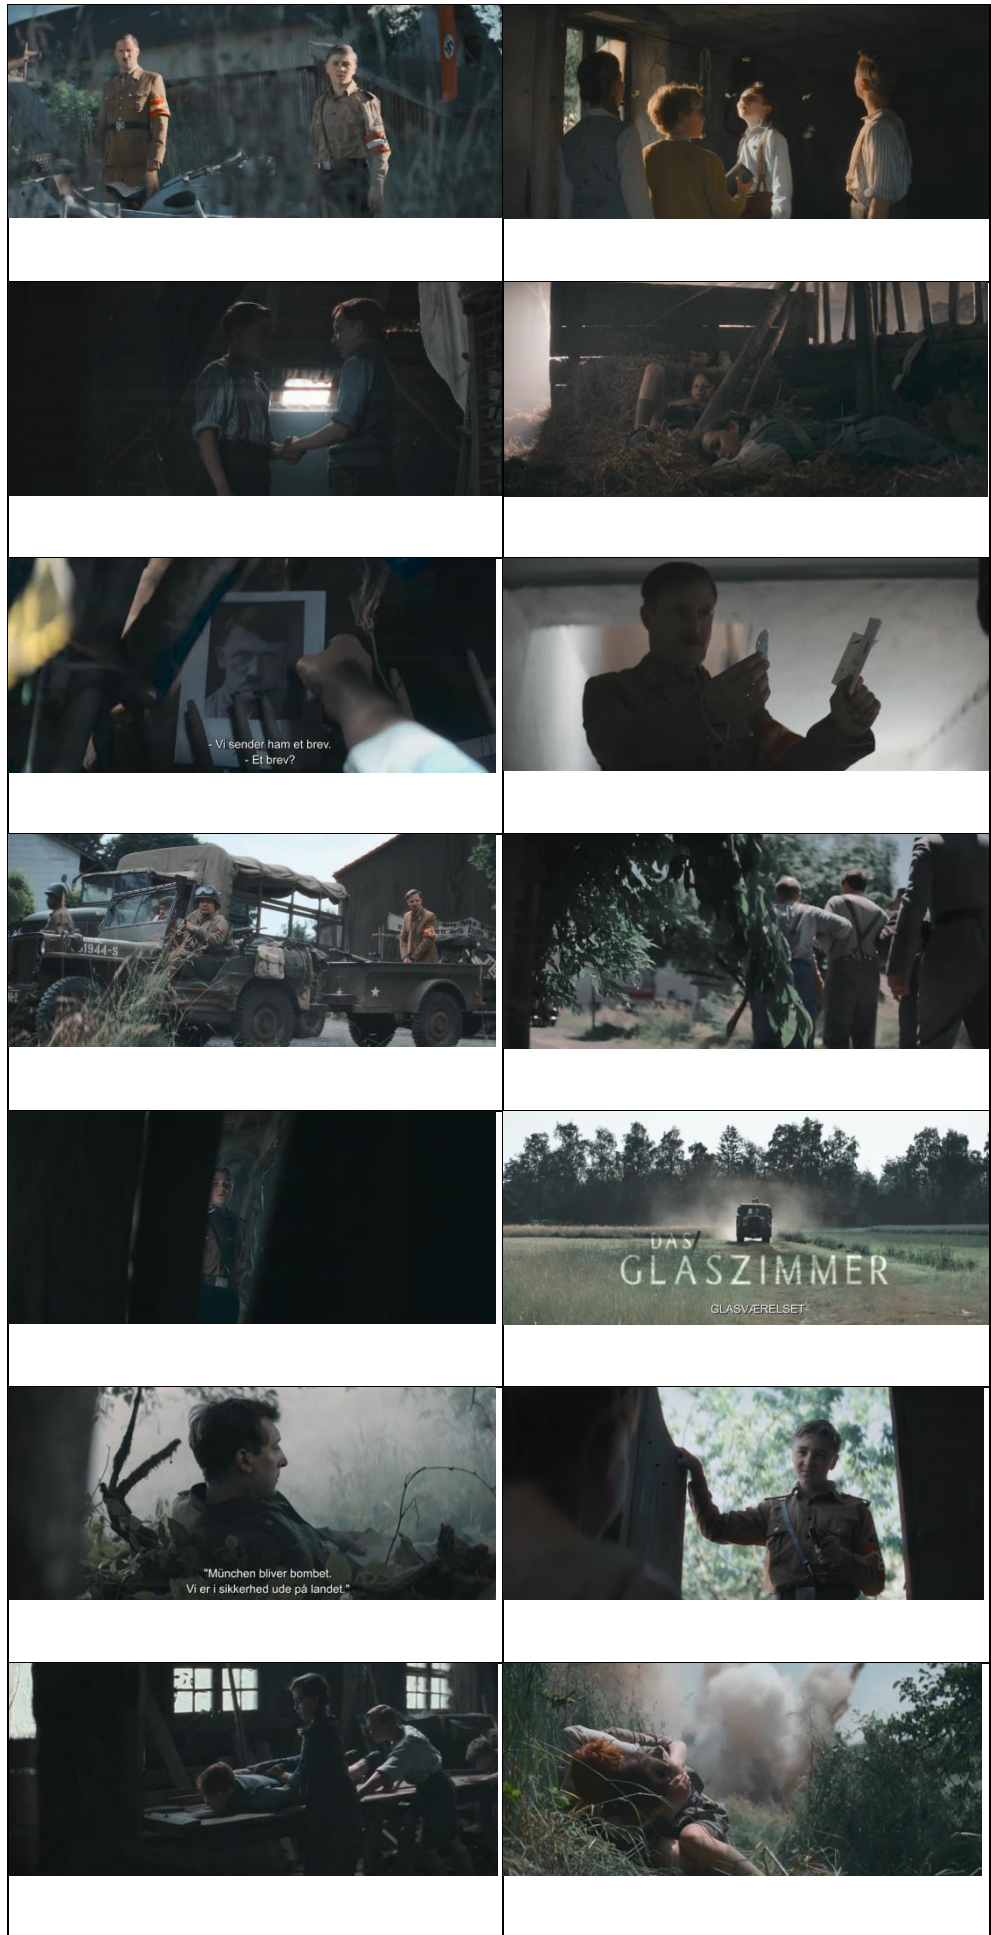 - Vi sender ham et brev.
- Et brev?
51944-S
DAS
GLASZIMMER
GLASVÆRELSET
"München bliver bombet.
Vi er i sikkerhed ude på landet."